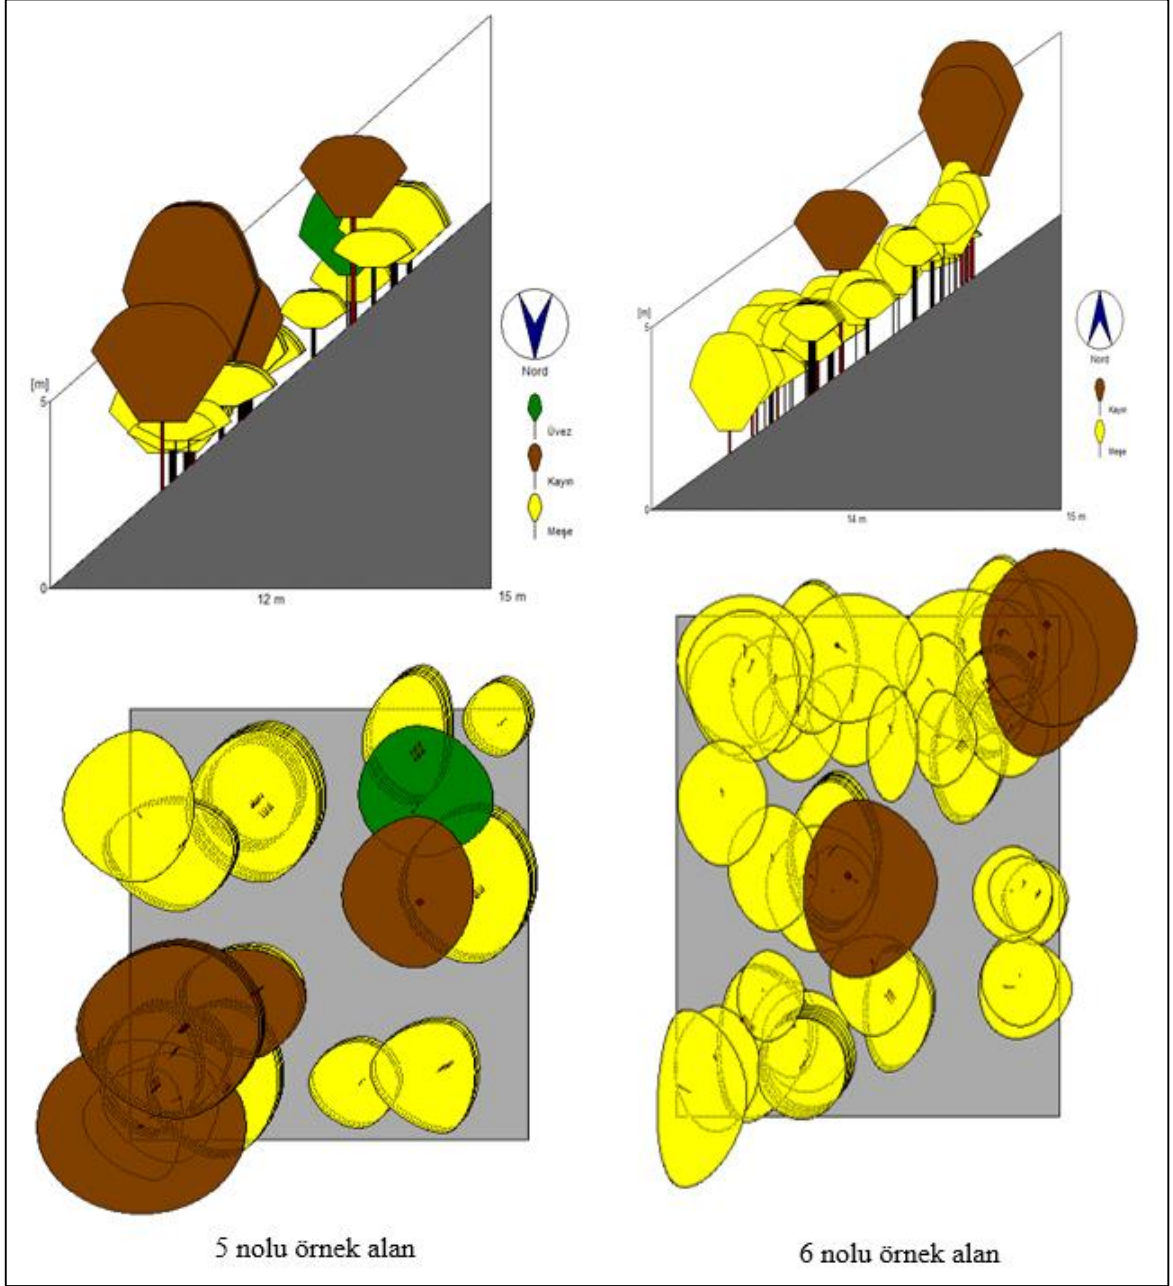 [m]
5
0
12 m
15 m
Nord
Üvez
Kayın
Meşe
[m]
5
0
14 m
15 m
Nord
Kayın
Meşe
5 nolu örnek alan
6 nolu örnek alan